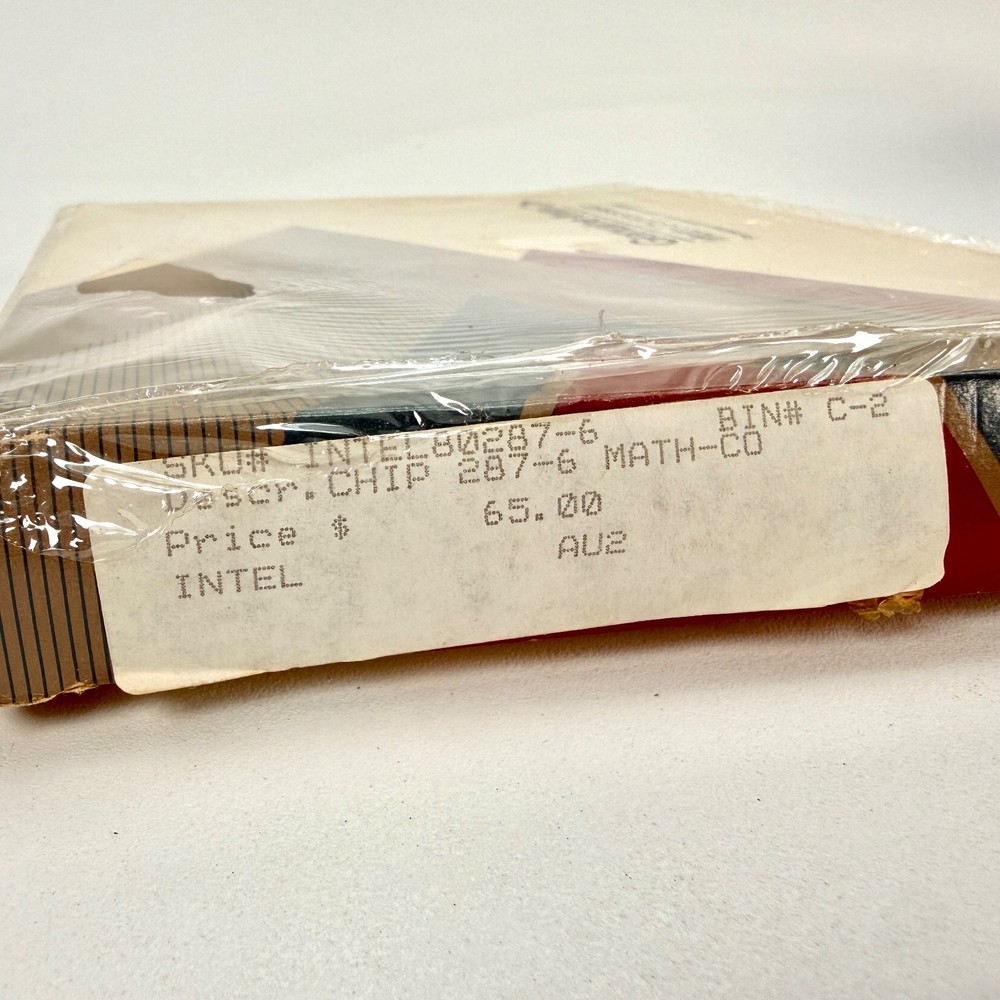 SKU# INTEL80287-6 BIN# C-2
Descr.CHIP 287-6 MATH-CO
Price $ 65.00
INTEL AU2